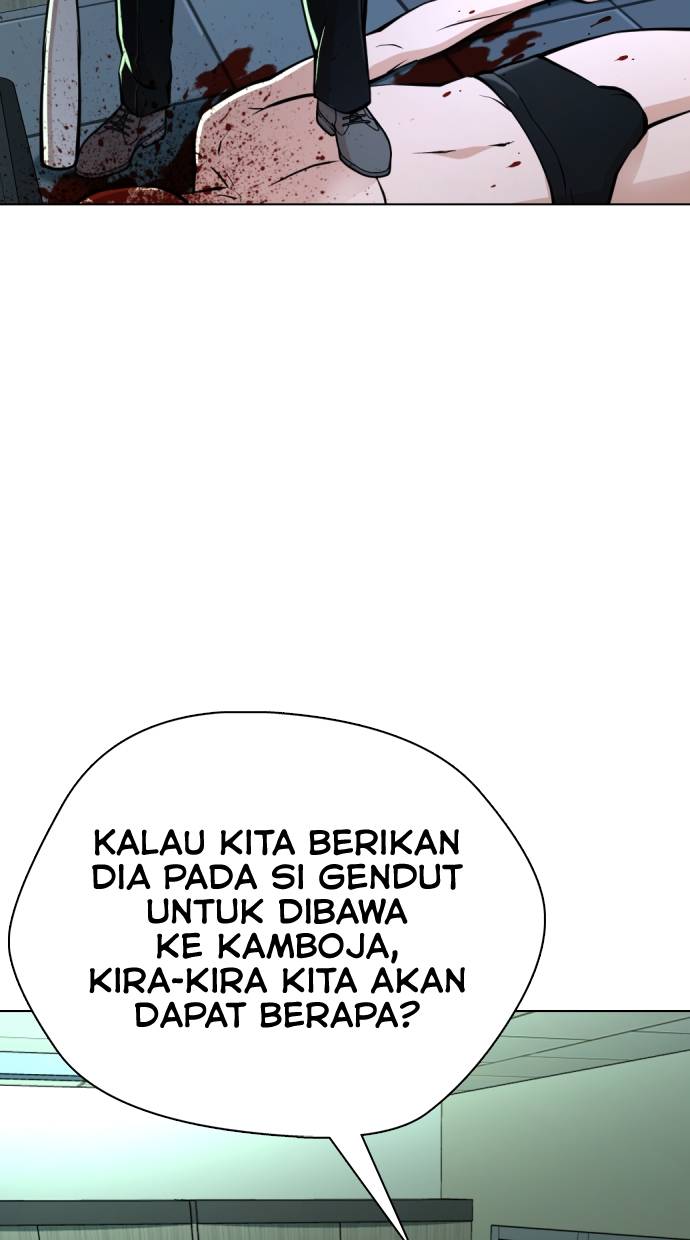 KALAU KITA BERIKAN
DIA PADA SI GENDUT
UNTUK DIBAWA
KE KAMBOJA,
KIRA-KIRA KITA AKAN
DAPAT BERAPA?